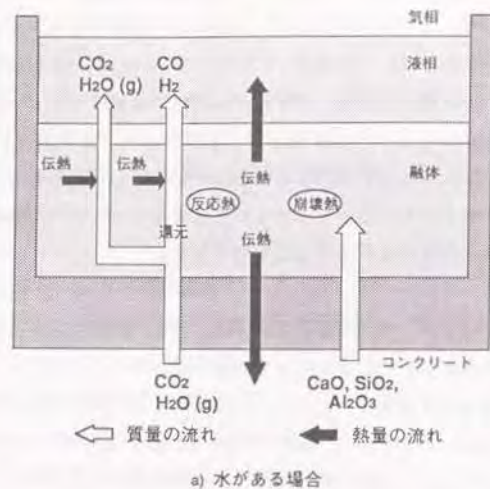 気相
CO2 CO 液相
H2O (g) H2
伝熱 伝熱 融体
伝熱
反応熱 崩壊熱
還元 伝熱
コンクリート
CO2 CaO, SiO2,
H2O (g) Al2O3
質量の流れ 熱量の流れ
a) 水がある場合